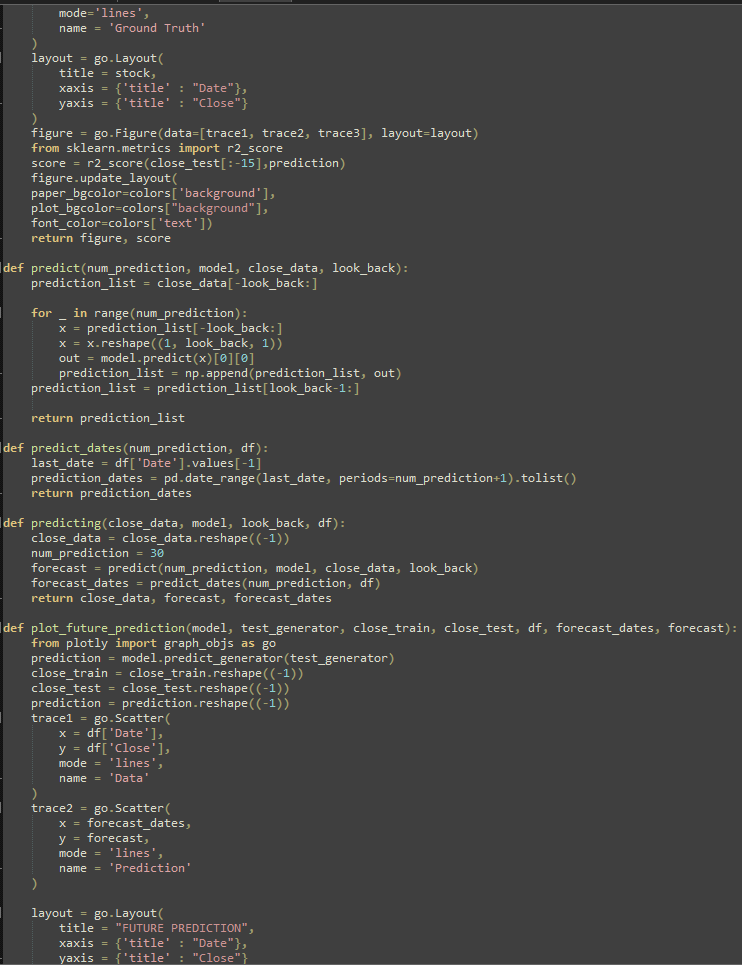 mode='lines',
        name = 'Ground Truth'
    )
    layout = go.Layout(
        title = stock,
        xaxis = {'title' : "Date"},
        yaxis = {'title' : "Close"}
    )
    figure = go.Figure(data=[trace1, trace2, trace3], layout=layout)
    from sklearn.metrics import r2_score
    score = r2_score(close_test[:-15],prediction)
    figure.update_layout(
    paper_bgcolor=colors['background'],
    plot_bgcolor=colors["background"],
    font_color=colors['text'])
    return figure, score

def predict(num_prediction, model, close_data, look_back):
    prediction_list = close_data[-look_back:]

    for _ in range(num_prediction):
        x = prediction_list[-look_back:]
        x = x.reshape((1, look_back, 1))
        out = model.predict(x)[0][0]
        prediction_list = np.append(prediction_list, out)
    prediction_list = prediction_list[look_back-1:]

    return prediction_list

def predict_dates(num_prediction, df):
    last_date = df['Date'].values[-1]
    prediction_dates = pd.date_range(last_date, periods=num_prediction+1).tolist()
    return prediction_dates

def predicting(close_data, model, look_back, df):
    close_data = close_data.reshape((-1))
    num_prediction = 30
    forecast = predict(num_prediction, model, close_data, look_back)
    forecast_dates = predict_dates(num_prediction, df)
    return close_data, forecast, forecast_dates

def plot_future_prediction(model, test_generator, close_train, close_test, df, forecast_dates, forecast):
    from plotly import graph_objs as go
    prediction = model.predict_generator(test_generator)
    close_train = close_train.reshape((-1))
    close_test = close_test.reshape((-1))
    prediction = prediction.reshape((-1))
    trace1 = go.Scatter(
        x = df['Date'],
        y = df['Close'],
        mode = 'lines',
        name = 'Data'
    )
    trace2 = go.Scatter(
        x = forecast_dates,
        y = forecast,
        mode = 'lines',
        name = 'Prediction'
    )

    layout = go.Layout(
        title = "FUTURE PREDICTION",
        xaxis = {'title' : "Date"},
        yaxis = {'title' : "Close"}